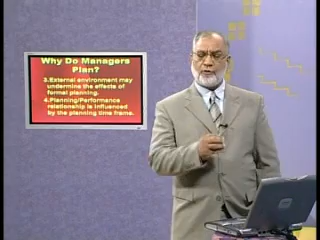 Why Do Managers
Plan?
3.External environment may
undermine the effects of
formal planning.
4.Planning/Performance
relationship is influenced
by the planning time frame.